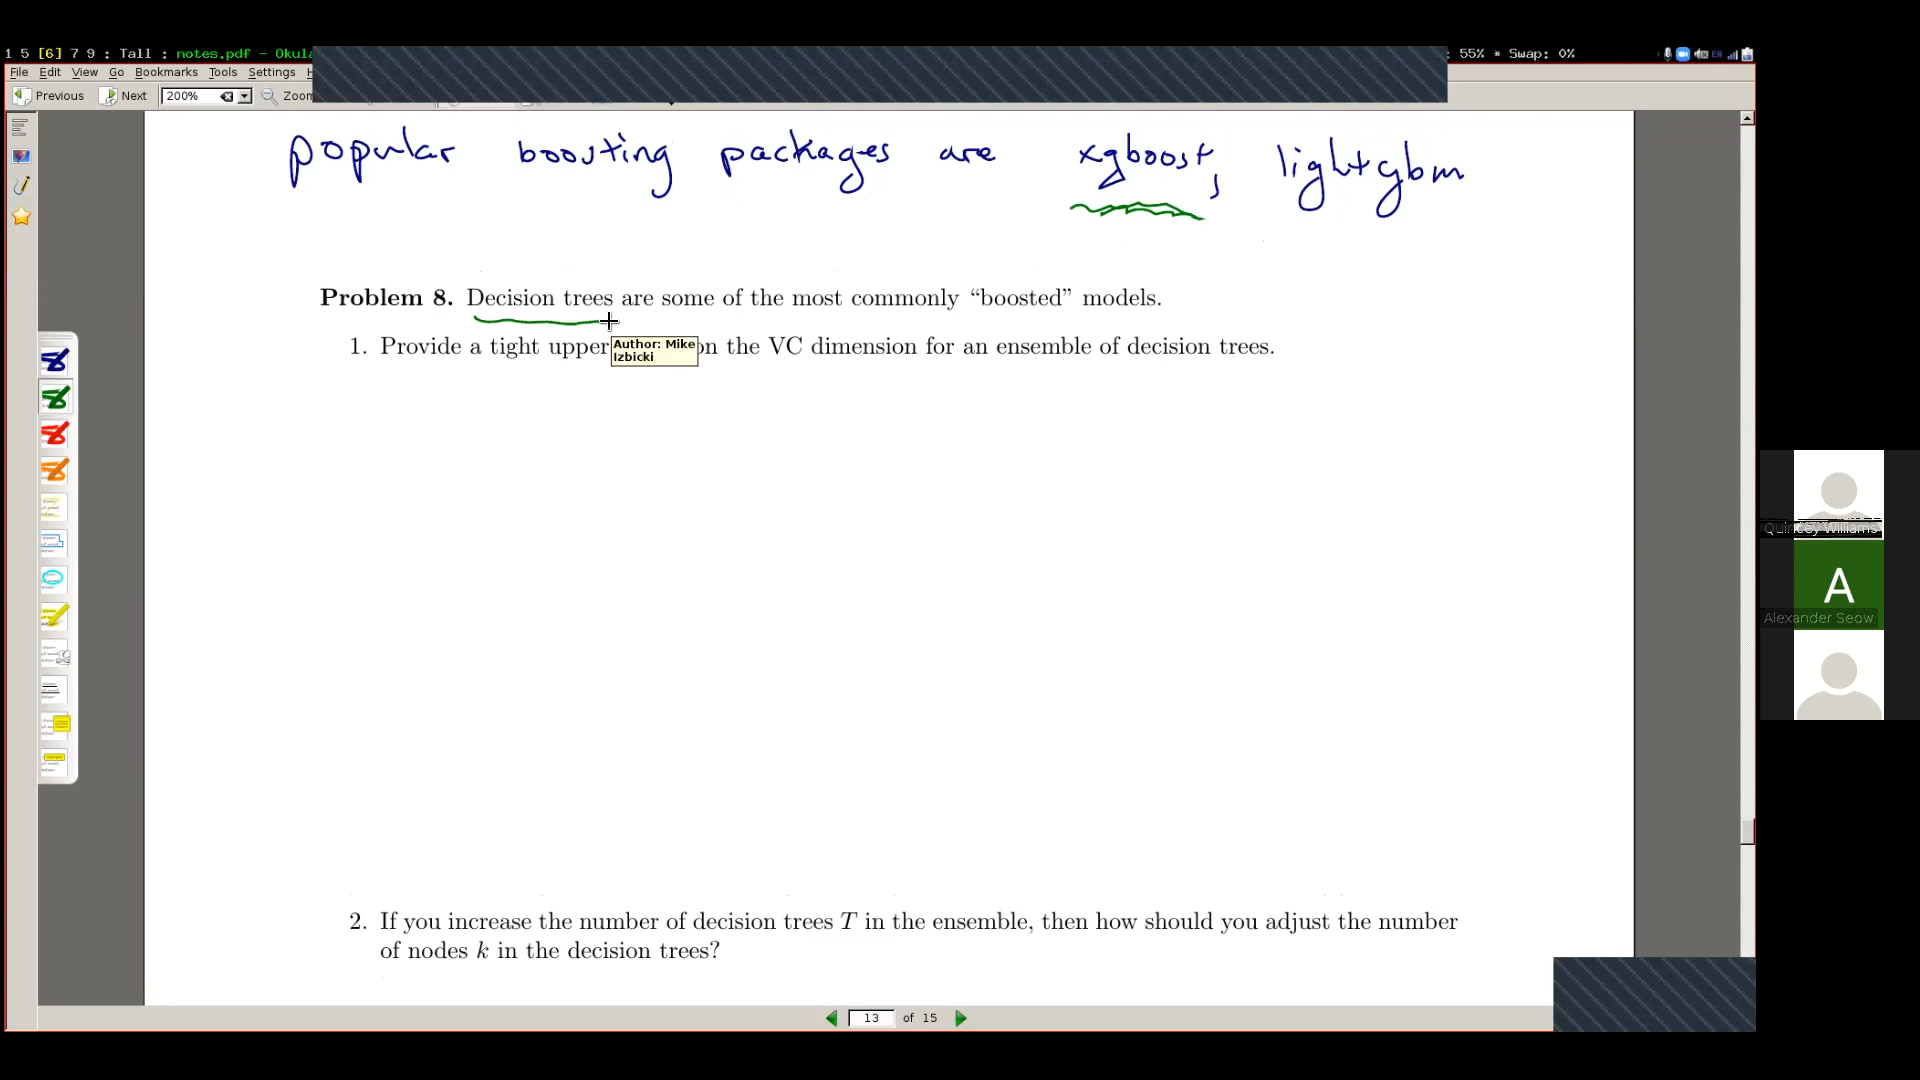 1 5 [6] 7 9 : Tall : notes.pdf – Okula
: 55% * Swap: 0%
File Edit View Go Bookmarks Tools Settings H
Previous Next 200% Zoom
popular boosting packages are xgboost, lightgbm
Problem 8. Decision trees are some of the most commonly “boosted” models.
1. Provide a tight upper on the VC dimension for an ensemble of decision trees.
Author: Mike
Izbicki
Quincey Williams
A
Alexander Seow
2. If you increase the number of decision trees T in the ensemble, then how should you adjust the number
of nodes k in the decision trees?
13 of 15